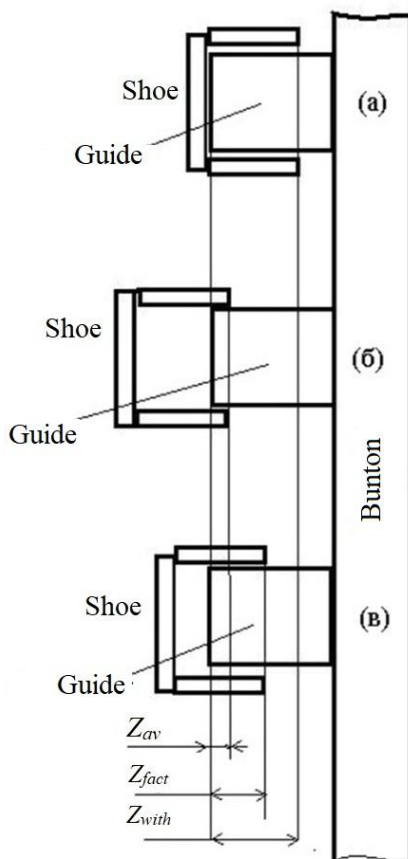 Shoe
(а)
Guide
Shoe
(б)
Guide
Bunton
Shoe
(в)
Guide
Zav
Zfact
Zwith